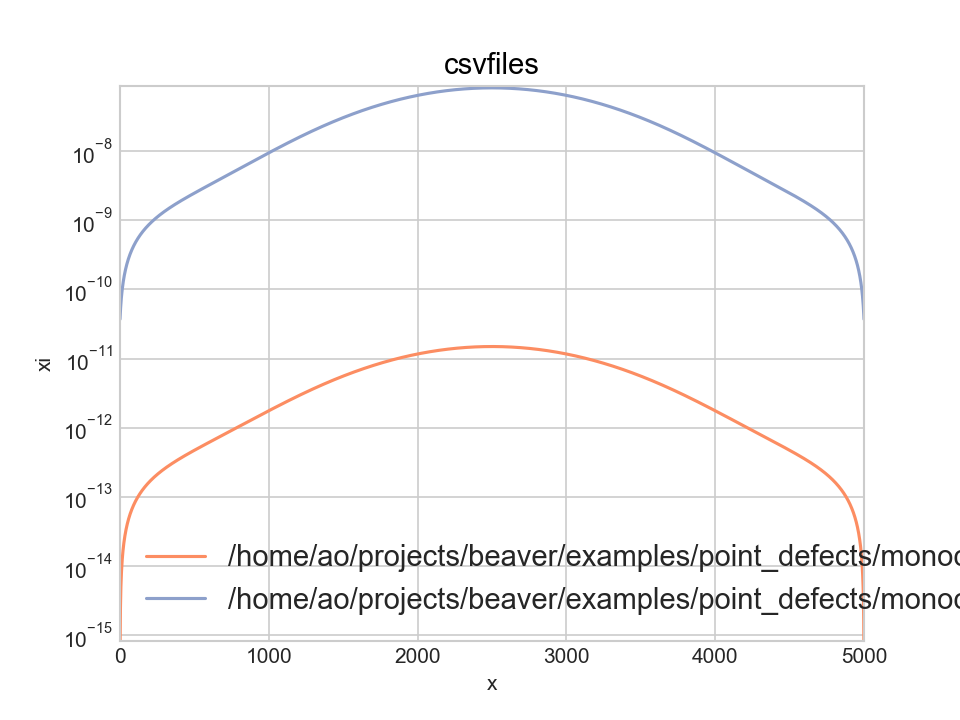 csvfiles
10⁻⁸
10⁻⁹
10⁻¹⁰
10⁻¹¹
10⁻¹²
10⁻¹³
10⁻¹⁴
10⁻¹⁵
xi
/home/ao/projects/beaver/examples/point_defects/monoc
/home/ao/projects/beaver/examples/point_defects/monoc
0 1000 2000 3000 4000 5000
x